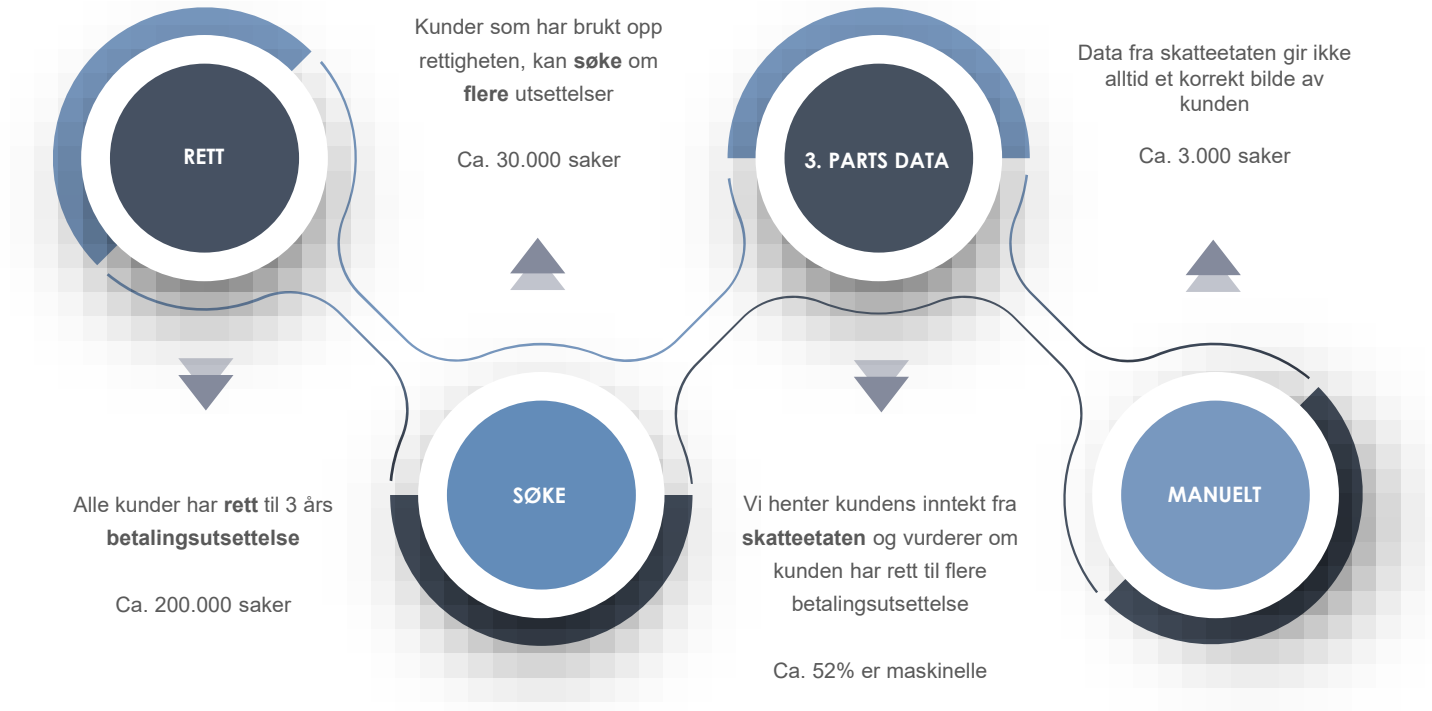 RETT
Alle kunder har rett til 3 års
betalingsutsettelse
Ca. 200.000 saker
Kunder som har brukt opp
rettigheten, kan søke om
flere utsettelser
Ca. 30.000 saker
SØKE
3. PARTS DATA
Vi henter kundens inntekt fra
skatteetaten og vurderer om
kunden har rett til flere
betalingsutsettelse
Ca. 52% er maskinelle
Data fra skatteetaten gir ikke
alltid et korrekt bilde av
kunden
Ca. 3.000 saker
MANUELT